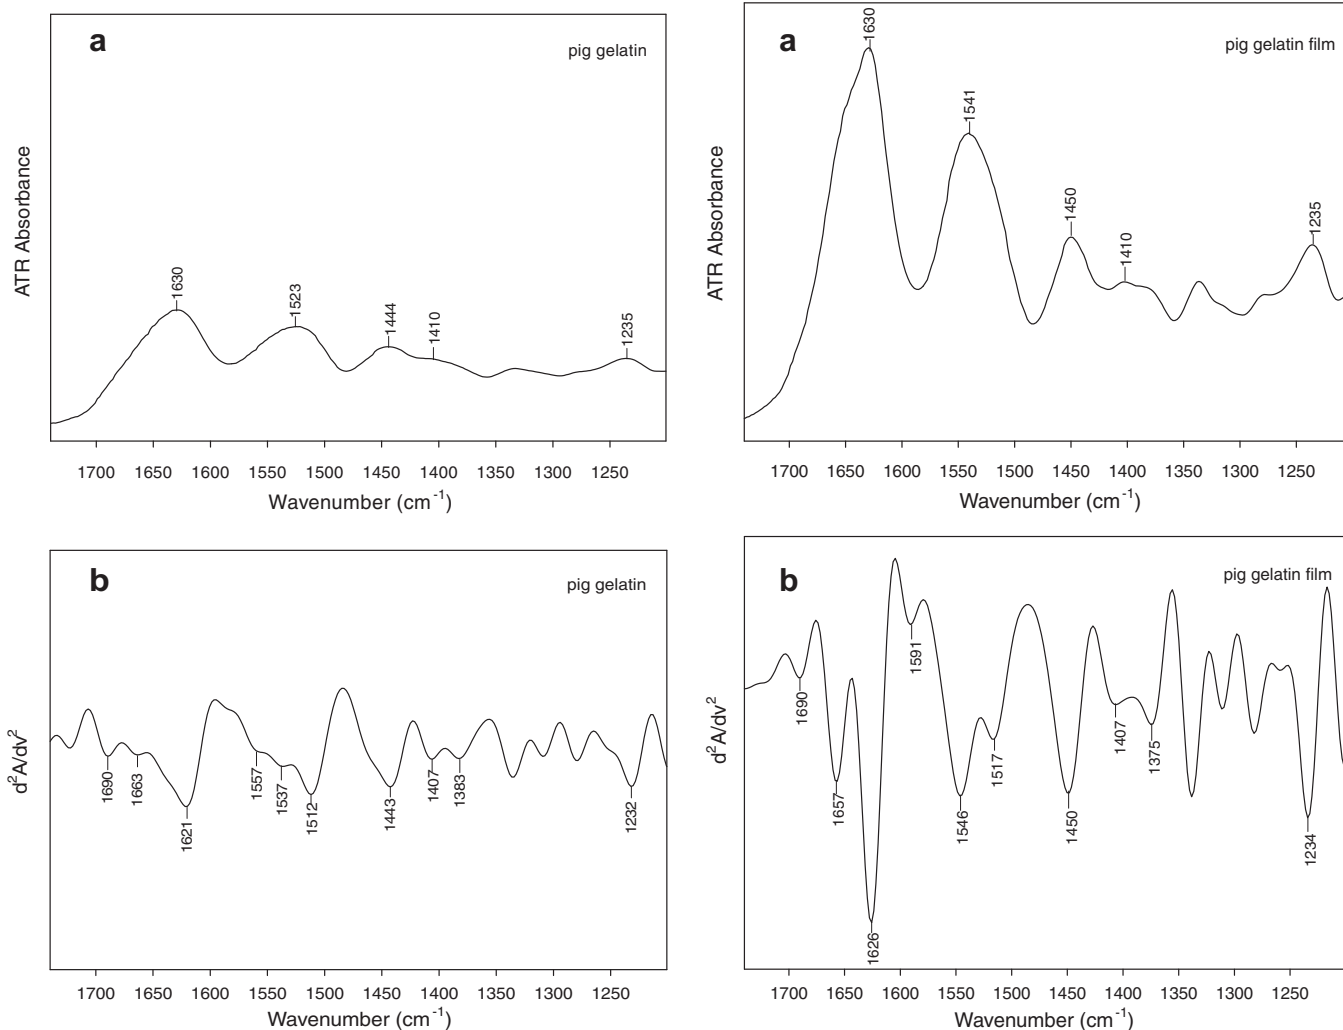 a
pig gelatin
ATR Absorbance
1630
1523
1444
1410
1235
1700 1650 1600 1550 1500 1450 1400 1350 1300 1250
Wavenumber (cm⁻¹)
a
pig gelatin film
ATR Absorbance
1630
1541
1450
1410
1235
1700 1650 1600 1550 1500 1450 1400 1350 1300 1250
Wavenumber (cm⁻¹)
b
pig gelatin
d²A/dv²
1690
1663
1621
1557
1537
1512
1443
1407
1383
1232
1700 1650 1600 1550 1500 1450 1400 1350 1300 1250
Wavenumber (cm⁻¹)
b
pig gelatin film
d²A/dv²
1690
1657
1626
1591
1546
1517
1450
1407
1375
1234
1700 1650 1600 1550 1500 1450 1400 1350 1300 1250
Wavenumber (cm⁻¹)